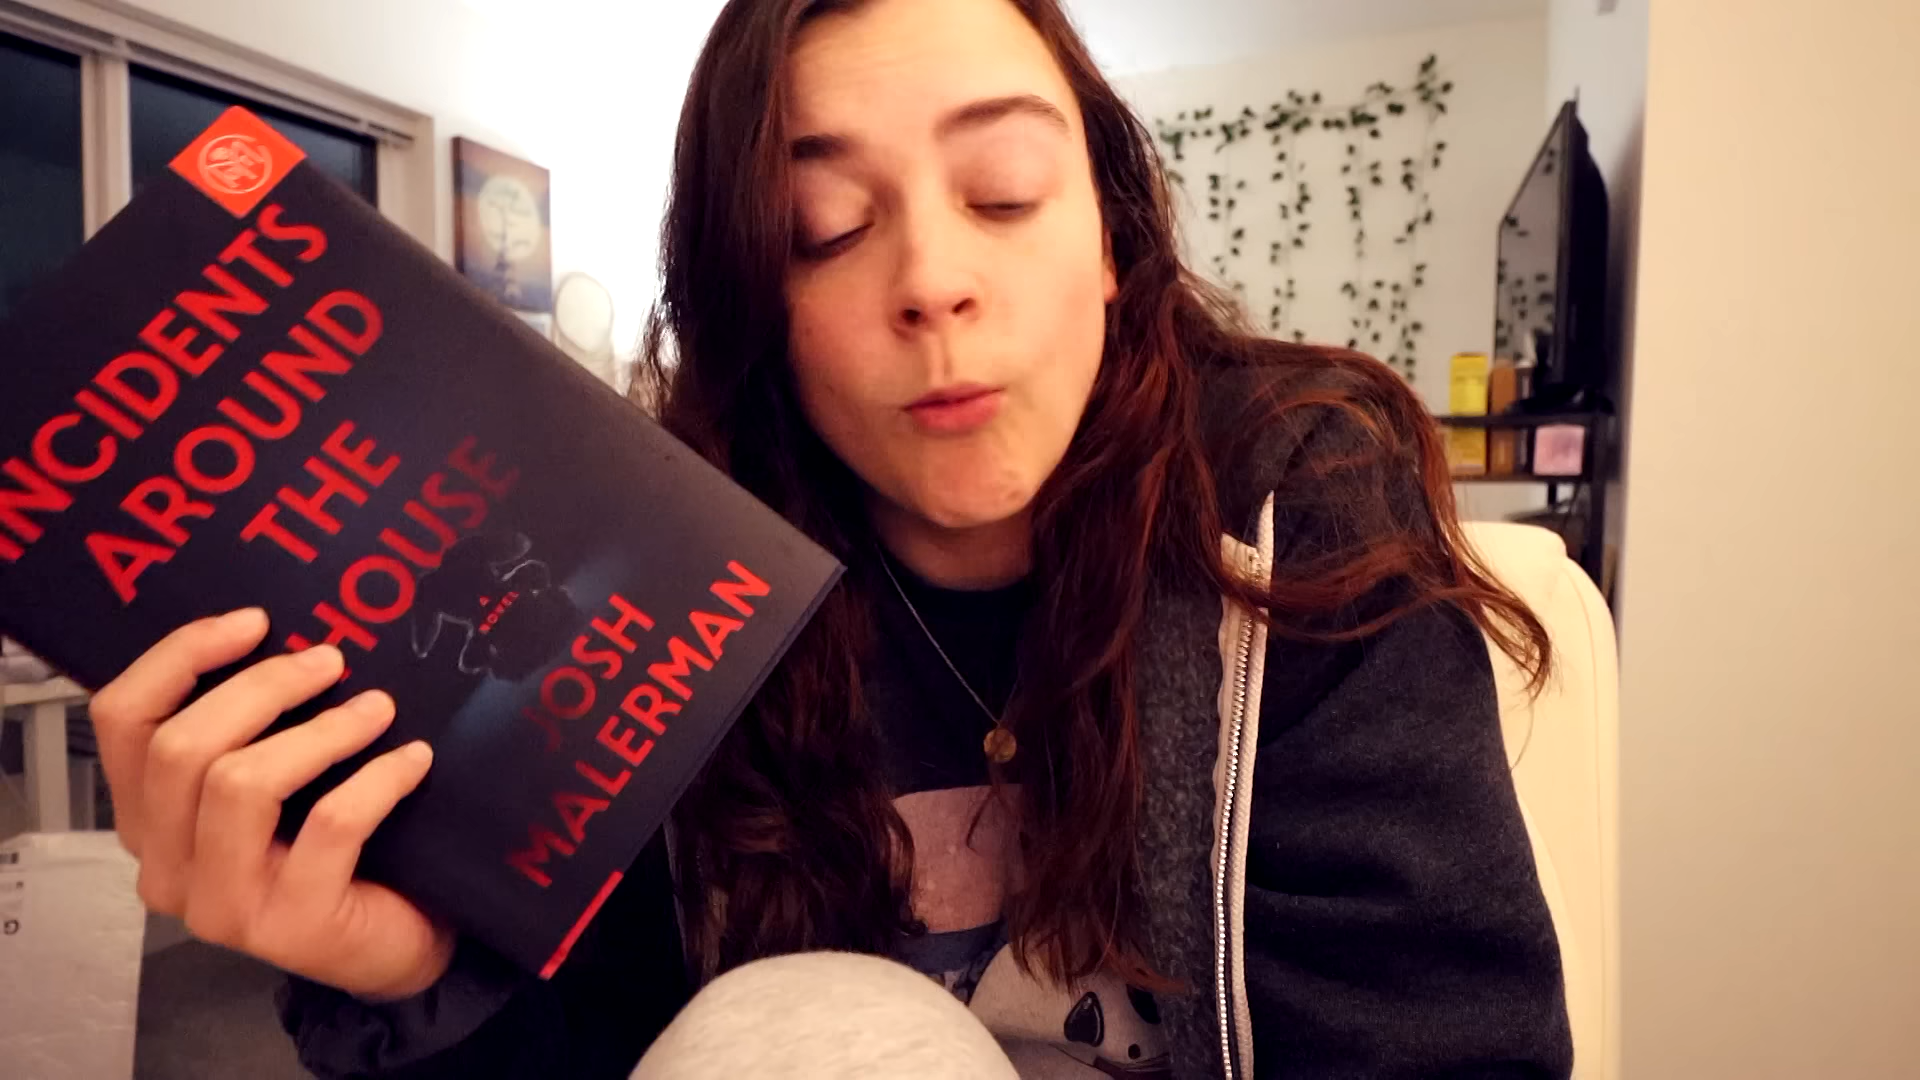 INCIDENTS
AROUND
THE
HOUSE
A
NOVEL
JOSH
MALERMAN